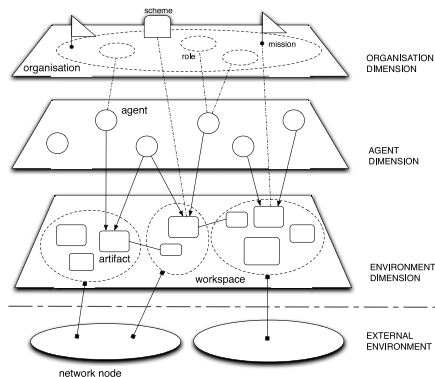 scheme
mission
role
organisation
ORGANISATION
DIMENSION
agent
AGENT
DIMENSION
artifact
workspace
ENVIRONMENT
DIMENSION
EXTERNAL
ENVIRONMENT
network node